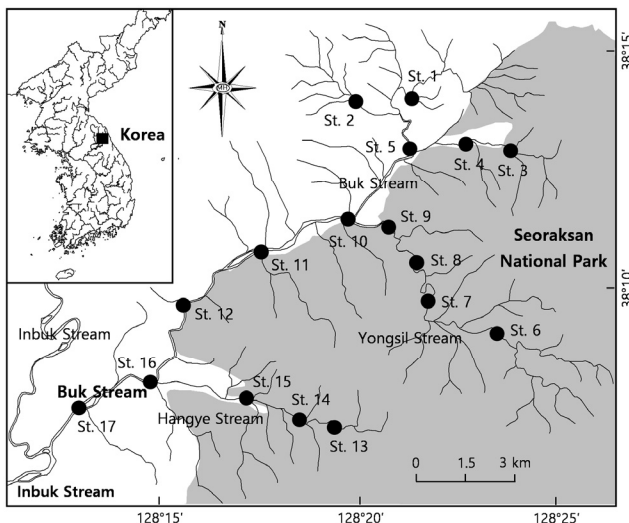 N
Korea
St. 1
St. 2
St. 5
St. 4
St. 3
Buk Stream
St. 9
St. 10
Seoraksan
National Park
St. 8
St. 11
St. 7
St. 12
St. 6
Inbuk Stream
Yongsil Stream
St. 16
Buk Stream
St. 15
St. 14
Hangye Stream
St. 17
St. 13
0 1.5 3 km
Inbuk Stream
38°15'
38°10'
128°15' 128°20' 128°25'